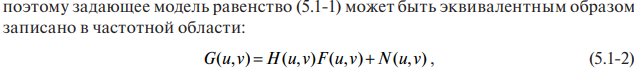 поэтому задающее модель равенство (5.1-1) может быть эквивалентным образом
записано в частотной области:
G(u,v)= H(u,v)F(u,v)+ N(u,v) , (5.1-2)